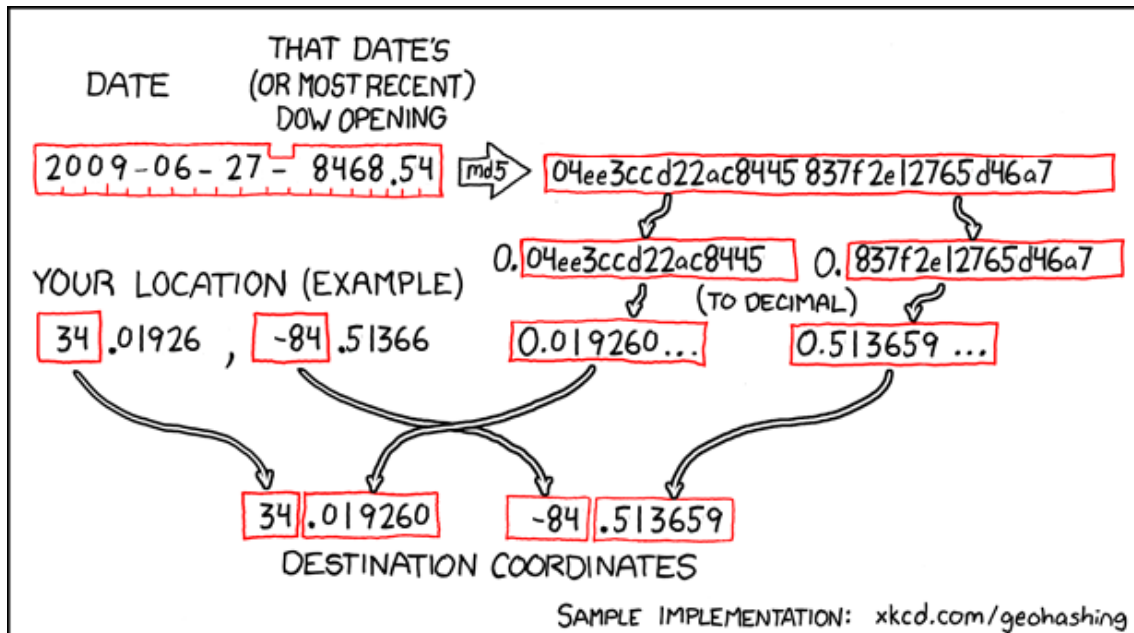 THAT DATE'S
DATE (OR MOST RECENT)
DOW OPENING
2009-06-27-8468.54 md5 04ee3ccd22ac8445837f2e12765d46a7
0.04ee3ccd22ac8445 0.837f2e12765d46a7
YOUR LOCATION (EXAMPLE) (TO DECIMAL)
34.01926, -84.51366 0.019260... 0.513659...
34.019260 -84.513659
DESTINATION COORDINATES
SAMPLE IMPLEMENTATION: xkcd.com/geohashing